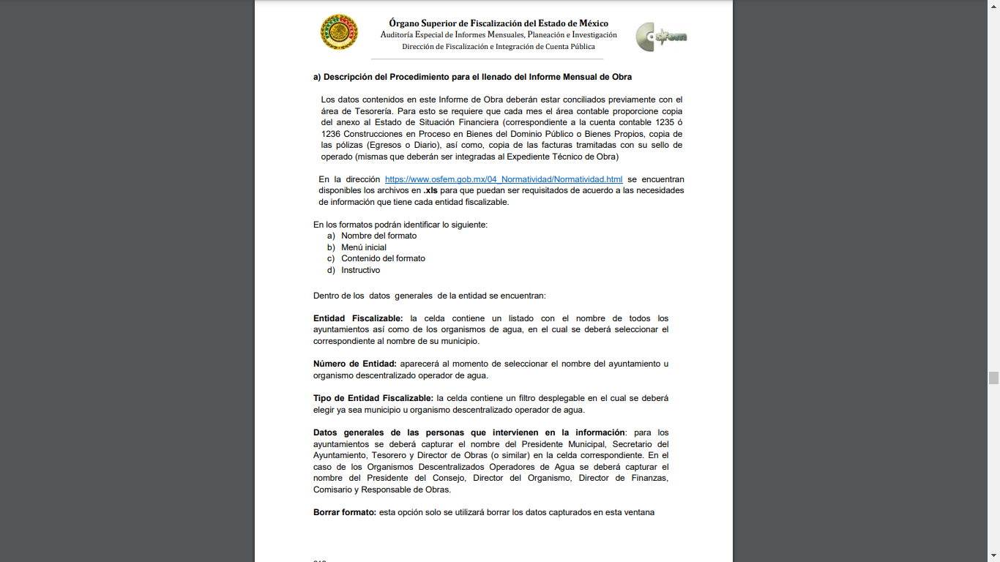 Órgano Superior de Fiscalización del Estado de México
Auditoría Especial de Informes Mensuales, Planeación e Investigación
Dirección de Fiscalización e Integración de Cuenta Pública
osfem
a) Descripción del Procedimiento para el llenado del Informe Mensual de Obra
Los datos contenidos en este Informe de Obra deberán estar conciliados previamente con el
área de Tesorería. Para esto se requiere que cada mes el área contable proporcione copia
del anexo al Estado de Situación Financiera (correspondiente a la cuenta contable 1235 ó
1236 Construcciones en Proceso en Bienes del Dominio Público o Bienes Propios, copia de
las pólizas (Egresos o Diario), así como, copia de las facturas tramitadas con su sello de
operado (mismas que deberán ser integradas al Expediente Técnico de Obra)
En la dirección https://www.osfem.gob.mx/04_Normatividad/Normatividad.html se encuentran
disponibles los archivos en .xls para que puedan ser requisitados de acuerdo a las necesidades
de información que tiene cada entidad fiscalizable.
En los formatos podrán identificar lo siguiente:
a) Nombre del formato
b) Menú inicial
c) Contenido del formato
d) Instructivo
Dentro de los datos generales de la entidad se encuentran:
Entidad Fiscalizable: la celda contiene un listado con el nombre de todos los
ayuntamientos así como de los organismos de agua, en el cual se deberá seleccionar el
correspondiente al nombre de su municipio.
Número de Entidad: aparecerá al momento de seleccionar el nombre del ayuntamiento u
organismo descentralizado operador de agua.
Tipo de Entidad Fiscalizable: la celda contiene un filtro desplegable en el cual se deberá
elegir ya sea municipio u organismo descentralizado operador de agua.
Datos generales de las personas que intervienen en la información: para los
ayuntamientos se deberá capturar el nombre del Presidente Municipal, Secretario del
Ayuntamiento, Tesorero y Director de Obras (o similar) en la celda correspondiente. En el
caso de los Organismos Descentralizados Operadores de Agua se deberá capturar el
nombre del Presidente del Consejo, Director del Organismo, Director de Finanzas,
Comisario y Responsable de Obras.
Borrar formato: esta opción solo se utilizará borrar los datos capturados en esta ventana